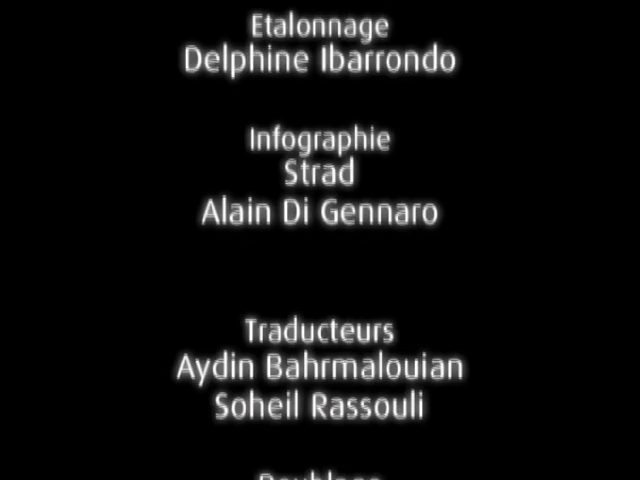 Etalonnage
Delphine Ibarrondo
Infographie
Strad
Alain Di Gennaro
Traducteurs
Aydin Bahrmalouian
Soheil Rassouli